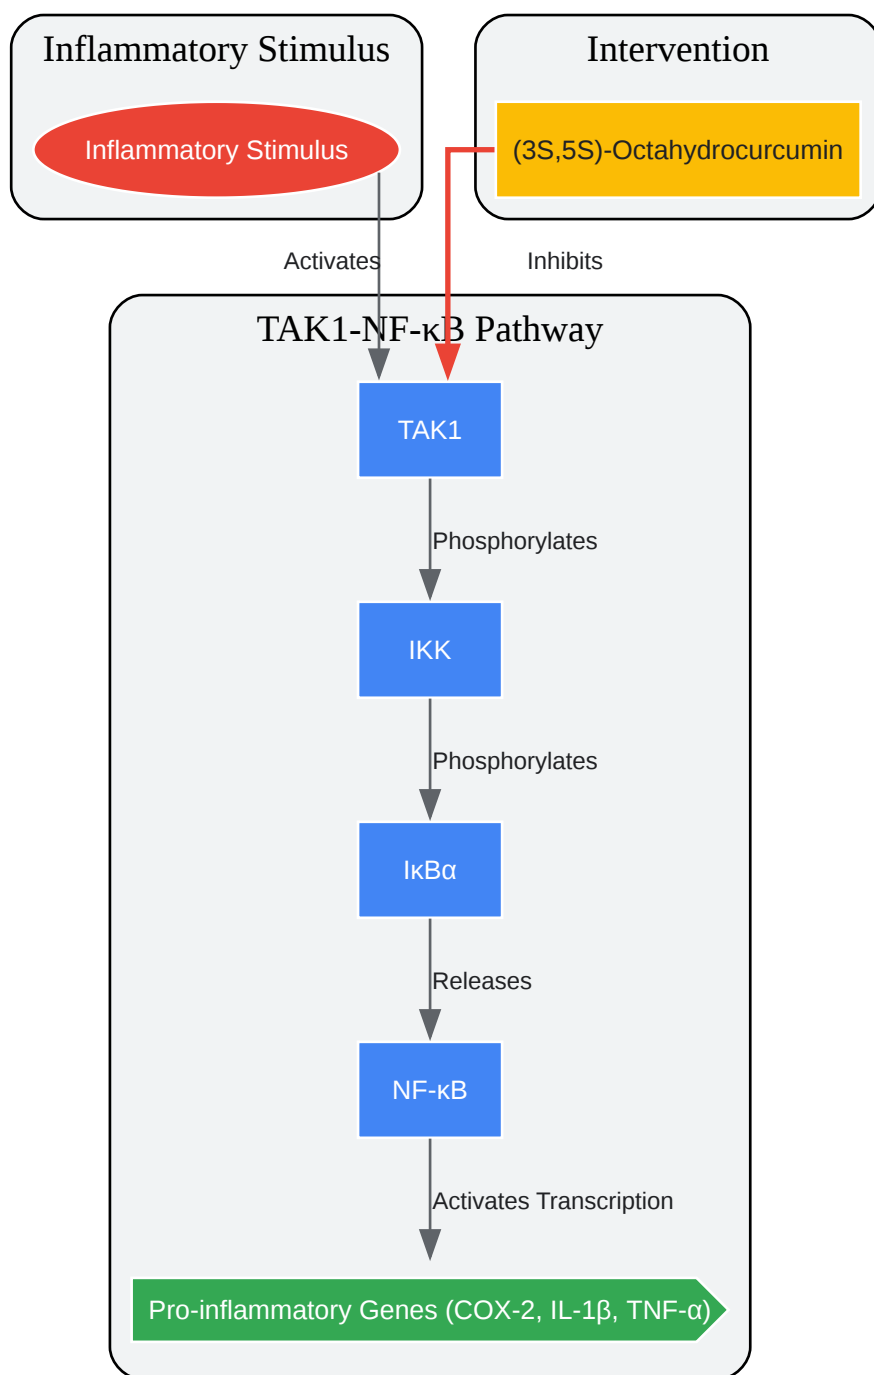 Inflammatory Stimulus
Intervention
Inflammatory Stimulus
(3S,5S)-Octahydrocurcumin
Activates
Inhibits
TAK1-NF-κB Pathway
TAK1
Phosphorylates
IKK
Phosphorylates
IκBα
Releases
NF-κB
Activates Transcription
Pro-inflammatory Genes (COX-2, IL-1β, TNF-α)